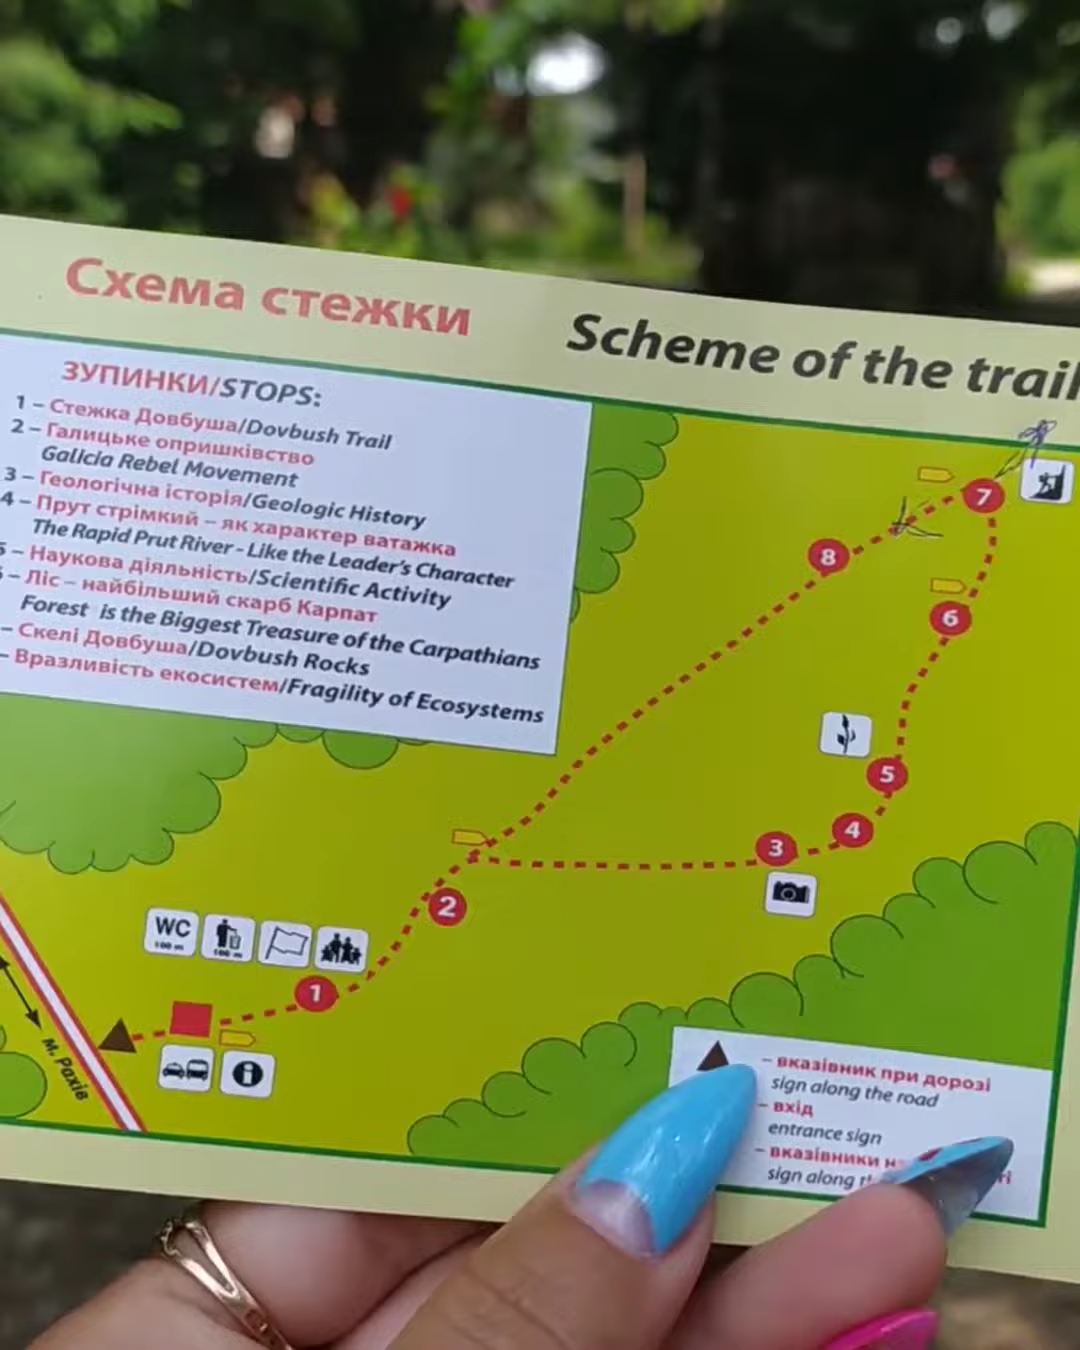 Схема стежки
Scheme of the trail
ЗУПИНКИ/STOPS:
1 – Стежка Довбуша/Dovbush Trail
2 – Галицьке опришківство
Galicia Rebel Movement
3 – Геологічна історія/Geologic History
4 – Прут стрімкий – як характер ватажка
The Rapid Prut River - Like the Leader's Character
5 – Наукова діяльність/Scientific Activity
– Ліс – найбільший скарб Карпат
Forest is the Biggest Treasure of the Carpathians
– Скелі Довбуша/Dovbush Rocks
– Вразливість екосистем/Fragility of Ecosystems
7
8
6
5
4
3
2
WC
100 m
100 m
1
м. Рахів
– вказівник при дорозі
sign along the road
– вхід
entrance sign
– вказівники
sign along